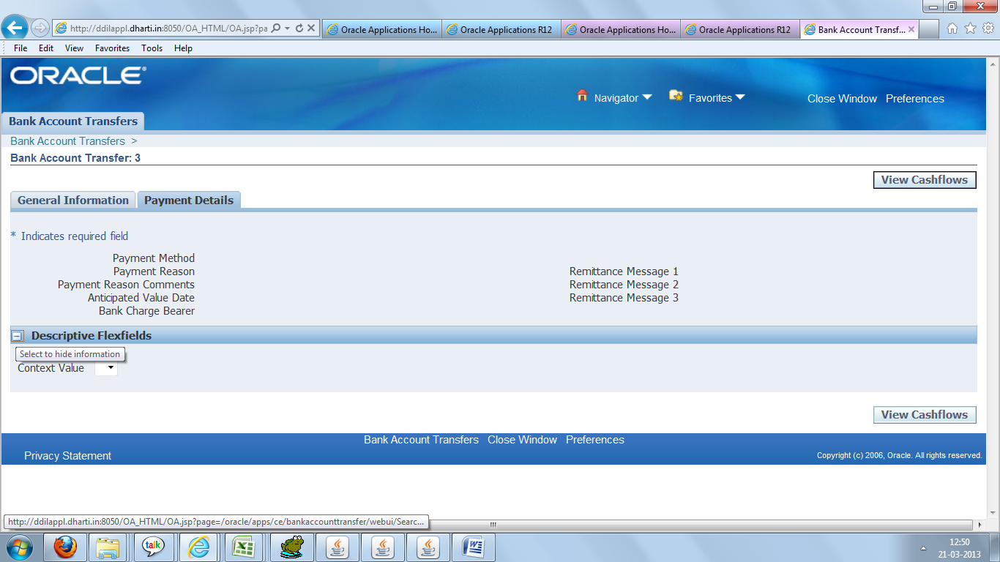 http://ddilappl.dharti.in:8050/OA_HTML/OA.jsp?pa
Oracle Applications Ho...
Oracle Applications R12
Oracle Applications Ho...
Oracle Applications R12
Bank Account Transf...
File Edit View Favorites Tools Help
ORACLE®
Navigator
Favorites
Close Window Preferences
Bank Account Transfers
Bank Account Transfers >
Bank Account Transfer: 3
View Cashflows
General Information
Payment Details
* Indicates required field
Payment Method
Payment Reason
Remittance Message 1
Payment Reason Comments
Remittance Message 2
Anticipated Value Date
Remittance Message 3
Bank Charge Bearer
Descriptive Flexfields
Select to hide information
Context Value
View Cashflows
Bank Account Transfers Close Window Preferences
Privacy Statement
Copyright (c) 2006, Oracle. All rights reserved.
http://ddilappl.dharti.in:8050/OA_HTML/OA.jsp?page=/oracle/apps/ce/bankaccounttransfer/webui/Searc...
talk
12:50
21-03-2013